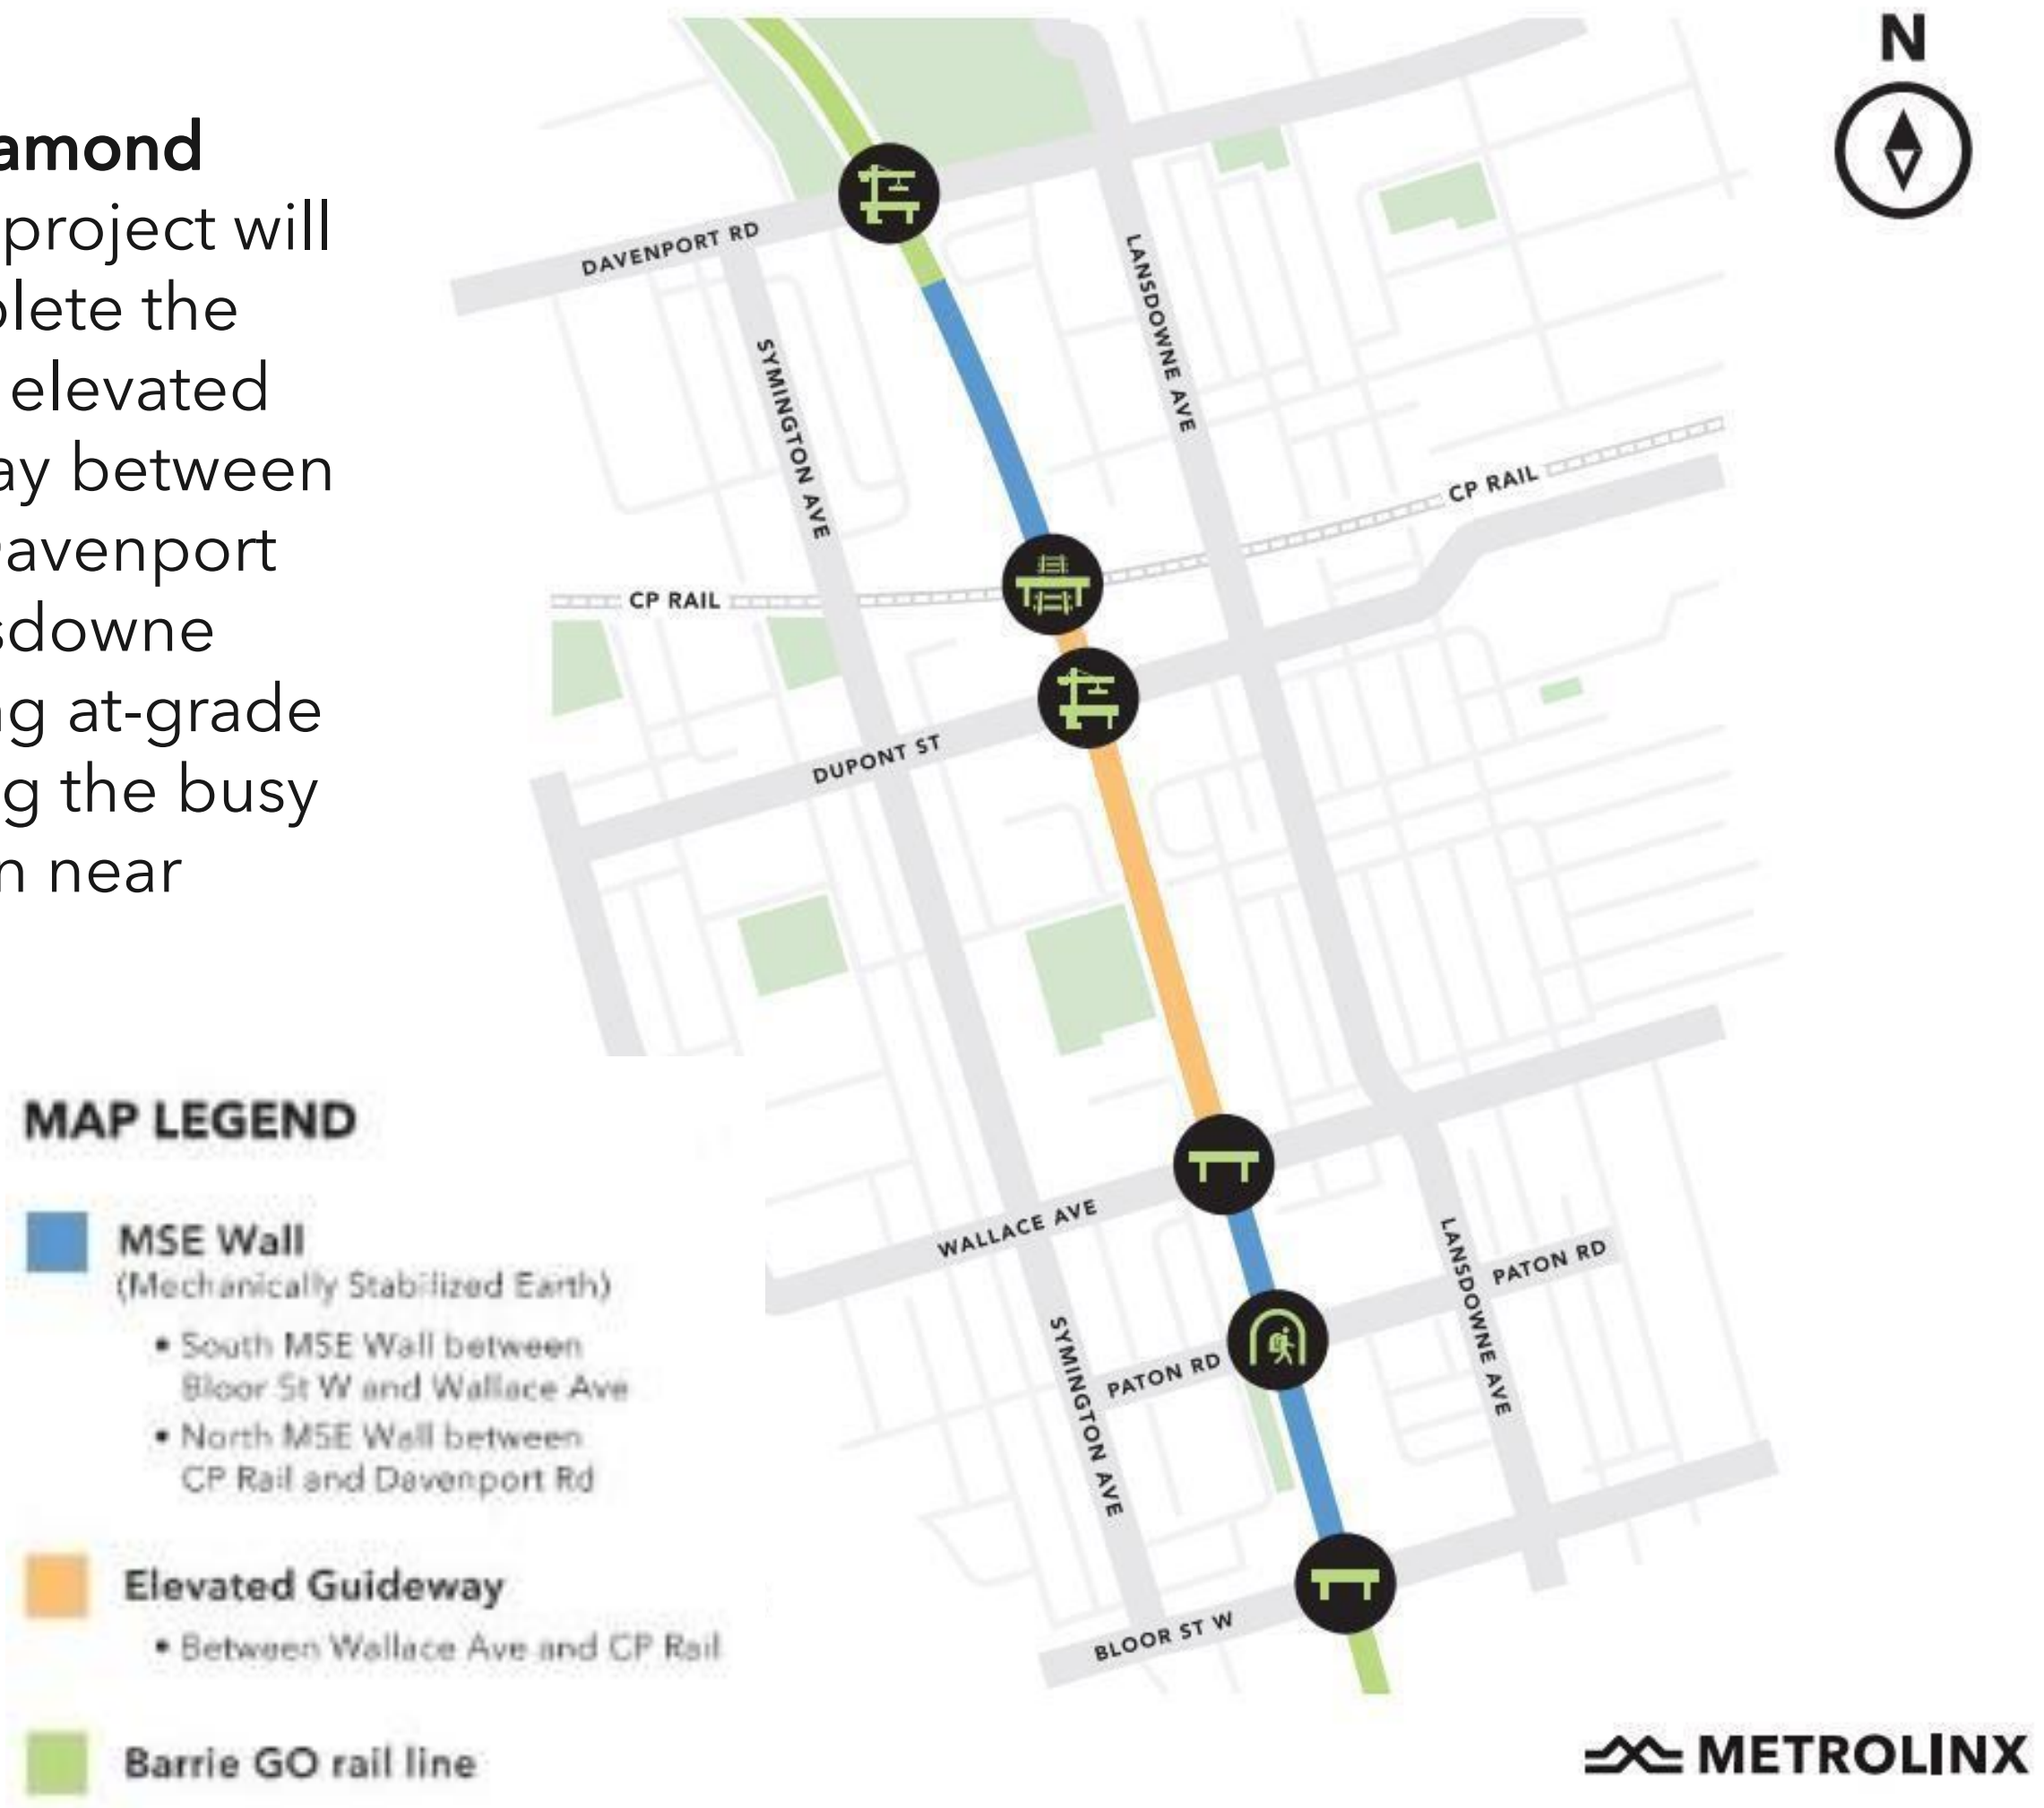 amond
project will
plete the
elevated
ay between
Davenport
sdowne
ng at-grade
g the busy
n near
N
DAVENPORT RD
SYMINGTON AVE
LANSDOWNE AVE
CP RAIL
CP RAIL
DUPONT ST
WALLACE AVE
LANSDOWNE AVE
PATON RD
PATON RD
SYMINGTON AVE
BLOOR ST W
MAP LEGEND
MSE Wall
(Mechanically Stabilized Earth)
• South MSE Wall between
Bloor St W and Wallace Ave
• North MSE Wall between
CP Rail and Davenport Rd
Elevated Guideway
• Between Wallace Ave and CP Rail
Barrie GO rail line
METROLINX